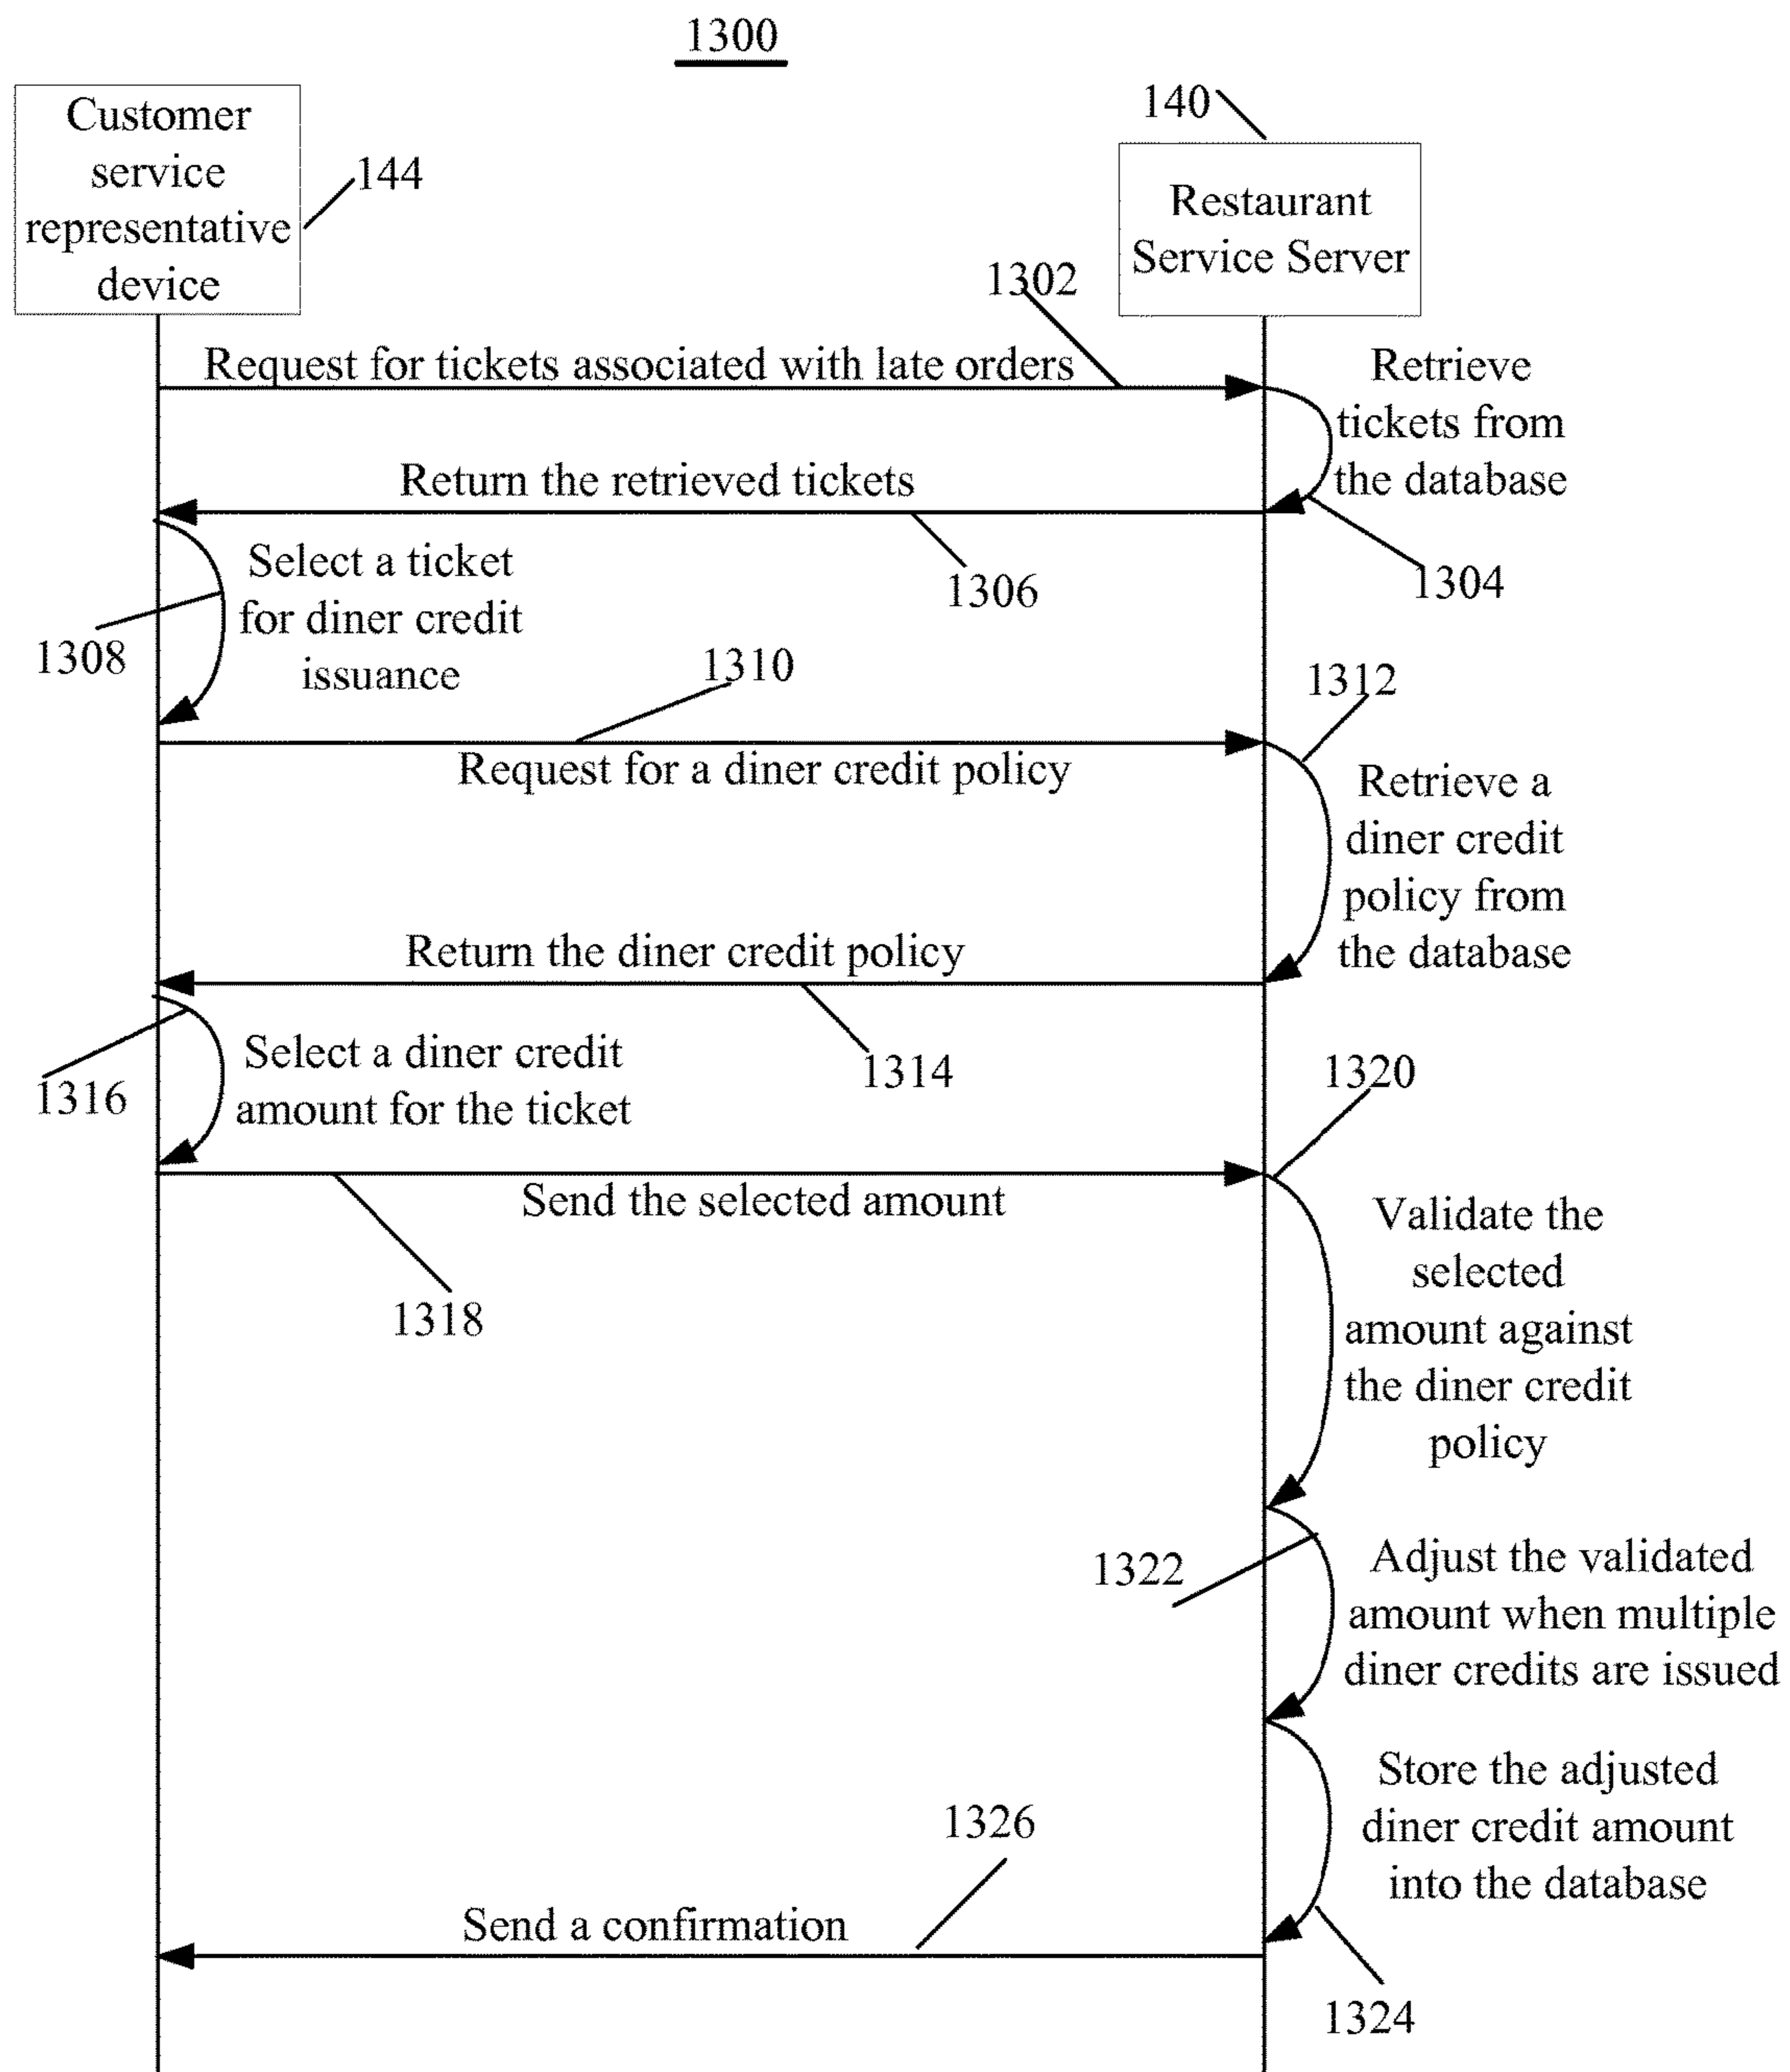 1300
Customer
service
representative
device
144
140
Restaurant
Service Server
1302
Request for tickets associated with late orders
Retrieve
tickets from
the database
1304
Return the retrieved tickets
1306
Select a ticket
for diner credit
issuance
1308
1310
Request for a diner credit policy
1312
Retrieve a
diner credit
policy from
the database
Return the diner credit policy
1314
1316
Select a diner credit
amount for the ticket
1320
Send the selected amount
1318
Validate the
selected
amount against
the diner credit
policy
1322
Adjust the validated
amount when multiple
diner credits are issued
Store the adjusted
diner credit amount
into the database
1326
Send a confirmation
1324